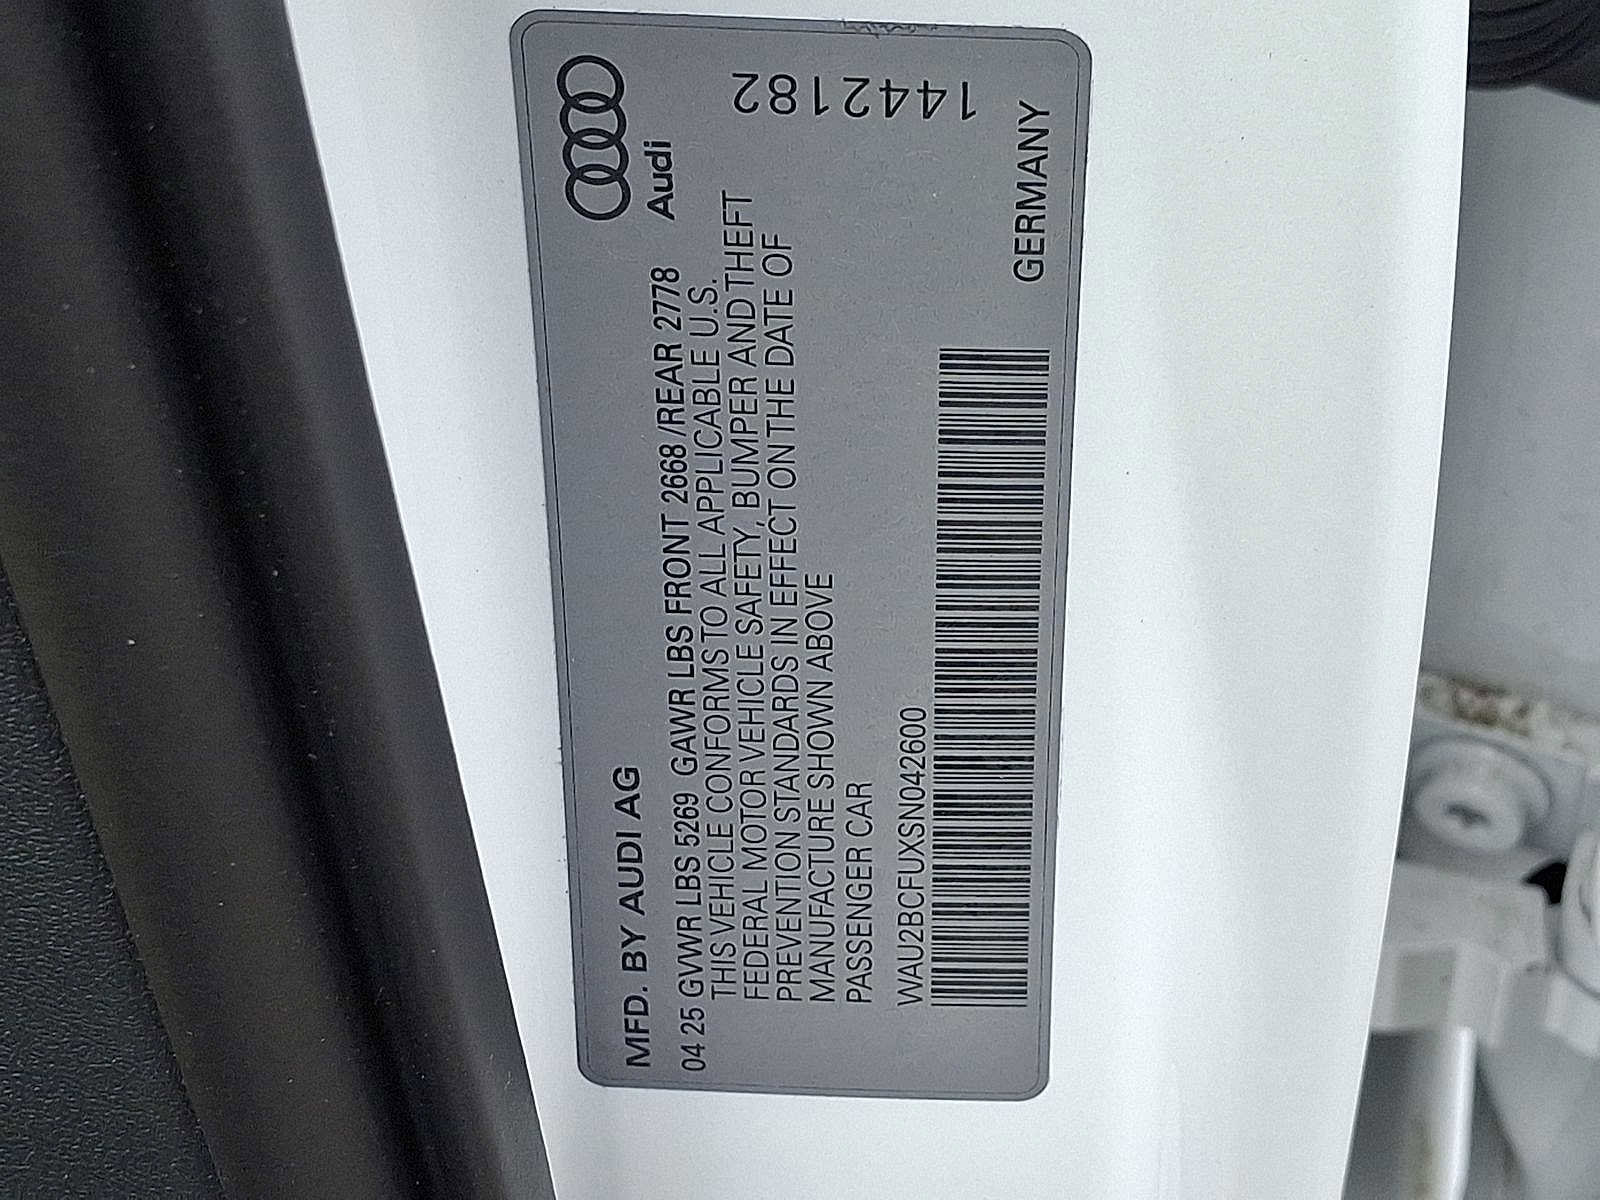 MFD. BY AUDI AG
Audi
04 25 GVWR LBS 5269 GAWR LBS FRONT 2668 /REAR 2778
THIS VEHICLE CONFORMS TO ALL APPLICABLE U.S.
FEDERAL MOTOR VEHICLE SAFETY, BUMPER AND THEFT
PREVENTION STANDARDS IN EFFECT ON THE DATE OF
MANUFACTURE SHOWN ABOVE
PASSENGER CAR
1442182
WAU2BCFUXSN042600
GERMANY